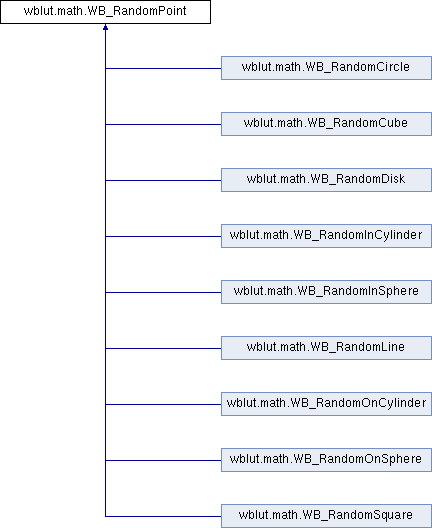 wblut.math.WB_RandomPoint
wblut.math.WB_RandomCircle
wblut.math.WB_RandomCube
wblut.math.WB_RandomDisk
wblut.math.WB_RandomInCylinder
wblut.math.WB_RandomInSphere
wblut.math.WB_RandomLine
wblut.math.WB_RandomOnCylinder
wblut.math.WB_RandomOnSphere
wblut.math.WB_RandomSquare